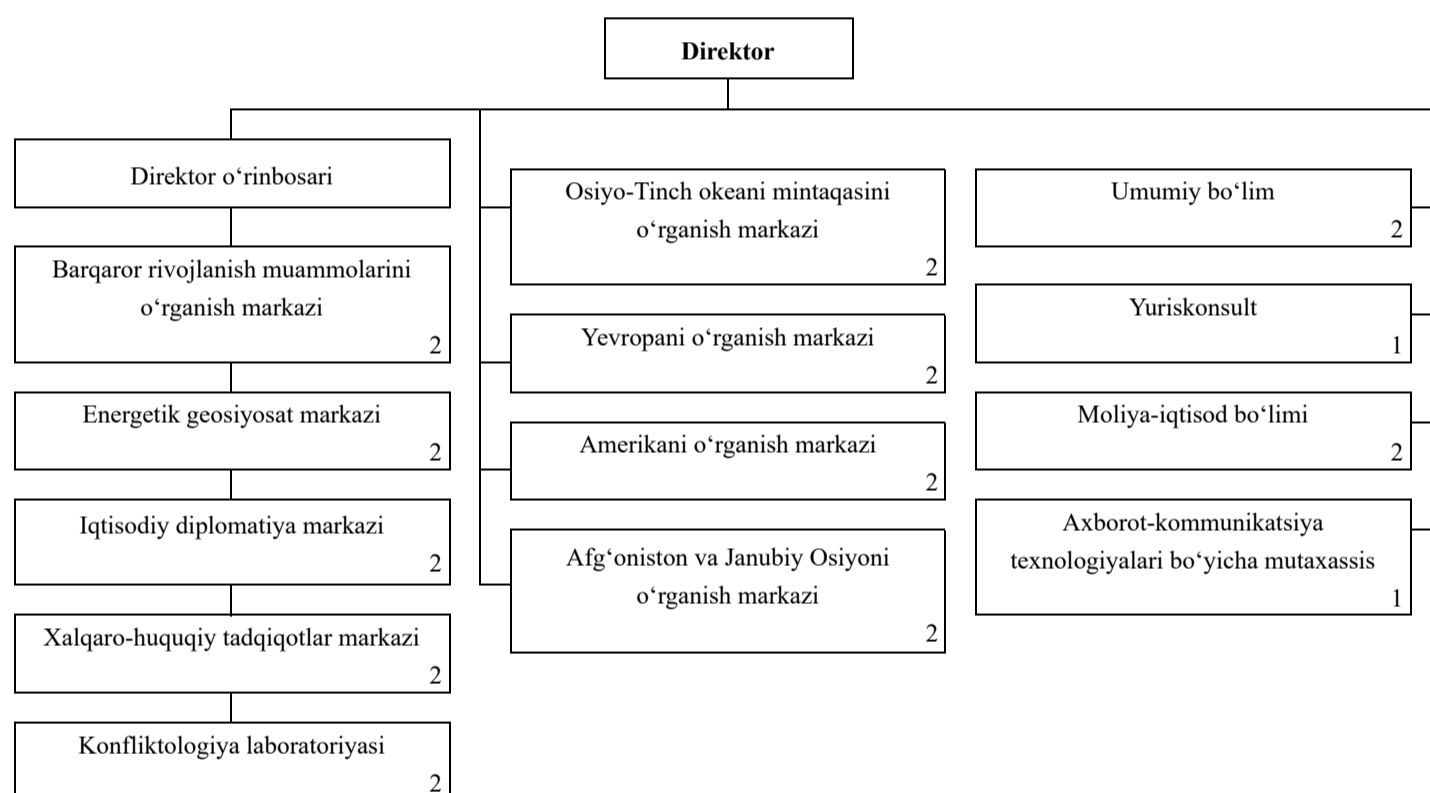 Direktor
Direktor o‘rinbosari
Barqaror rivojlanish muammolarini
o‘rganish markazi
2
Energetik geosiyosat markazi
2
Iqtisodiy diplomatiya markazi
2
Xalqaro-huquqiy tadqiqotlar markazi
2
Konfliktologiya laboratoriyasi
2
Osiyo-Tinch okeani mintaqasini
o‘rganish markazi
2
Yevropani o‘rganish markazi
2
Amerikani o‘rganish markazi
2
Afg‘oniston va Janubiy Osiyoni
o‘rganish markazi
2
Umumiy bo‘lim
2
Yuriskonsult
1
Moliya-iqtisod bo‘limi
2
Axborot-kommunikatsiya
texnologiyalari bo‘yicha mutaxassis
1